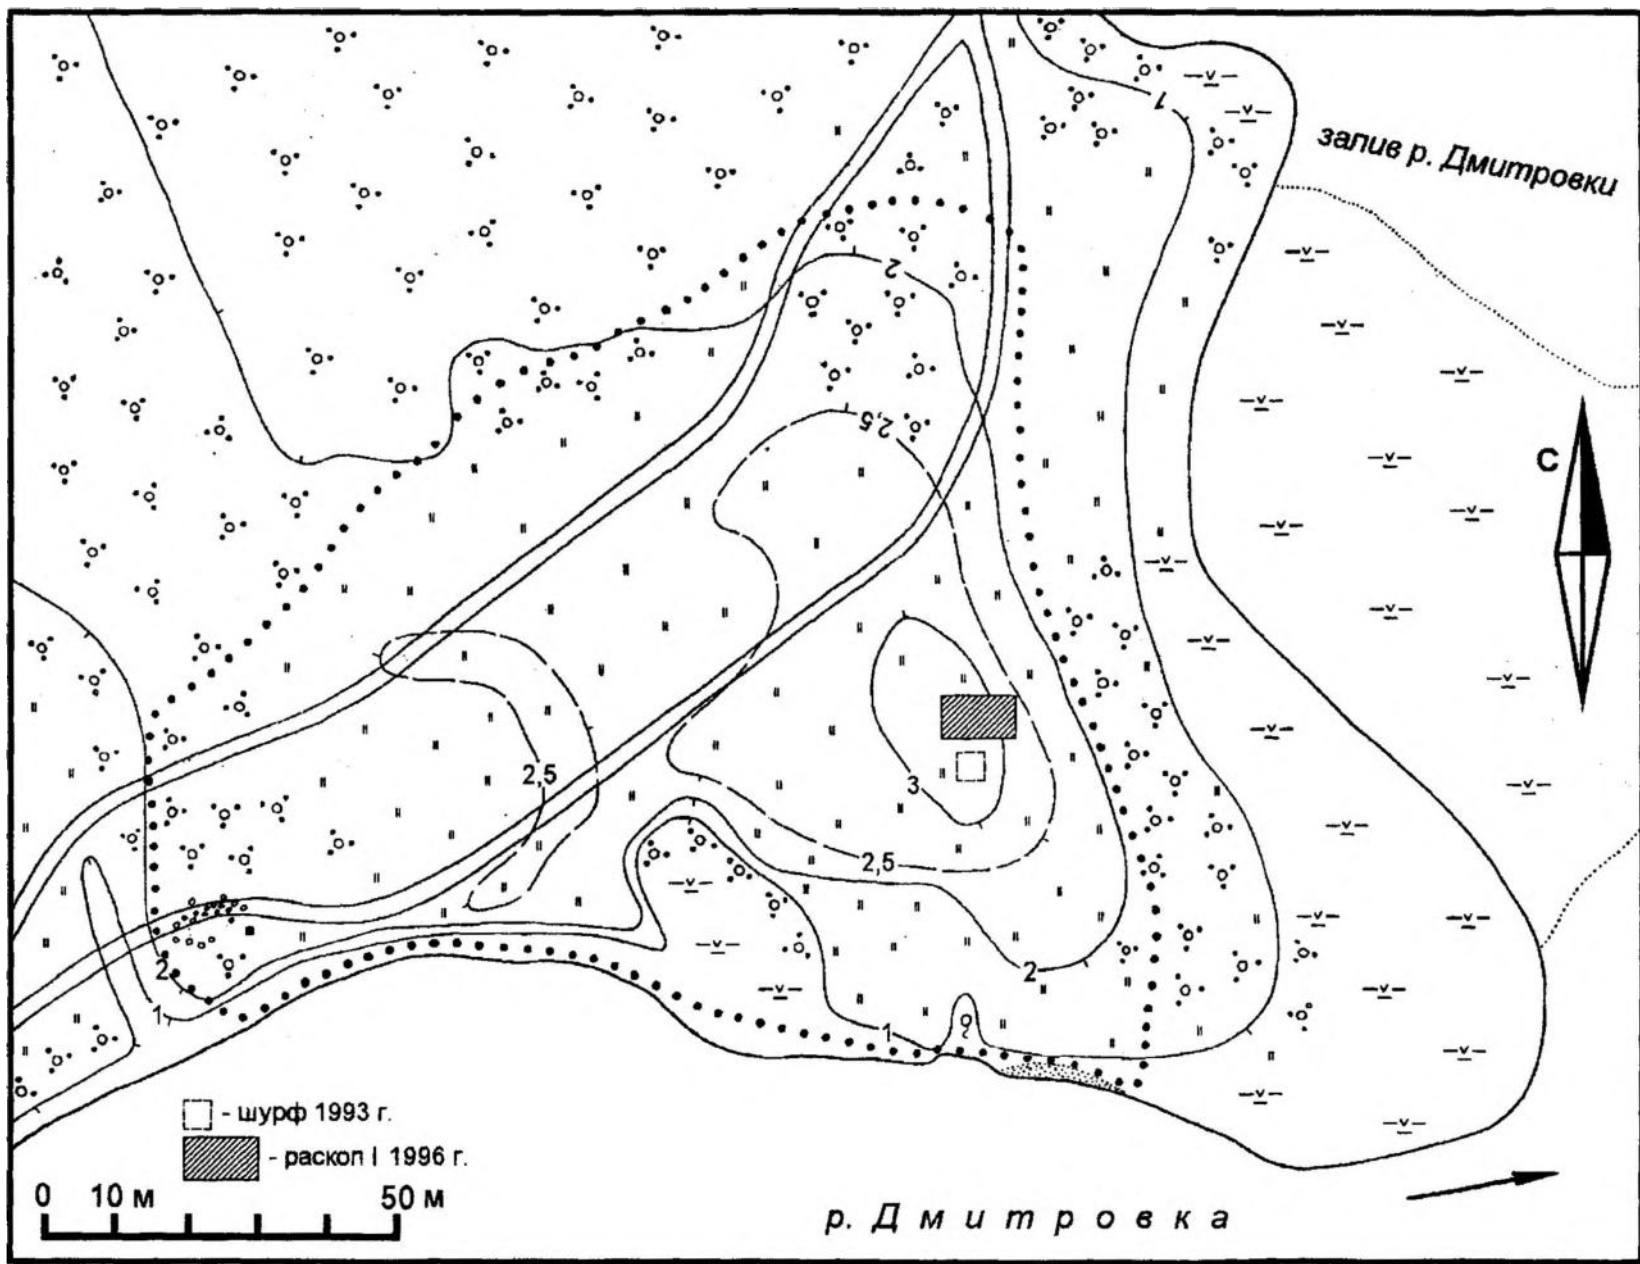 1
залив р. Дмитровки
2
2,5
С
2,5
3
2,5
2
2
1
1
- шурф 1993 г.
- раскоп I 1996 г.
0 10 м 50 м
р. Дмитровка